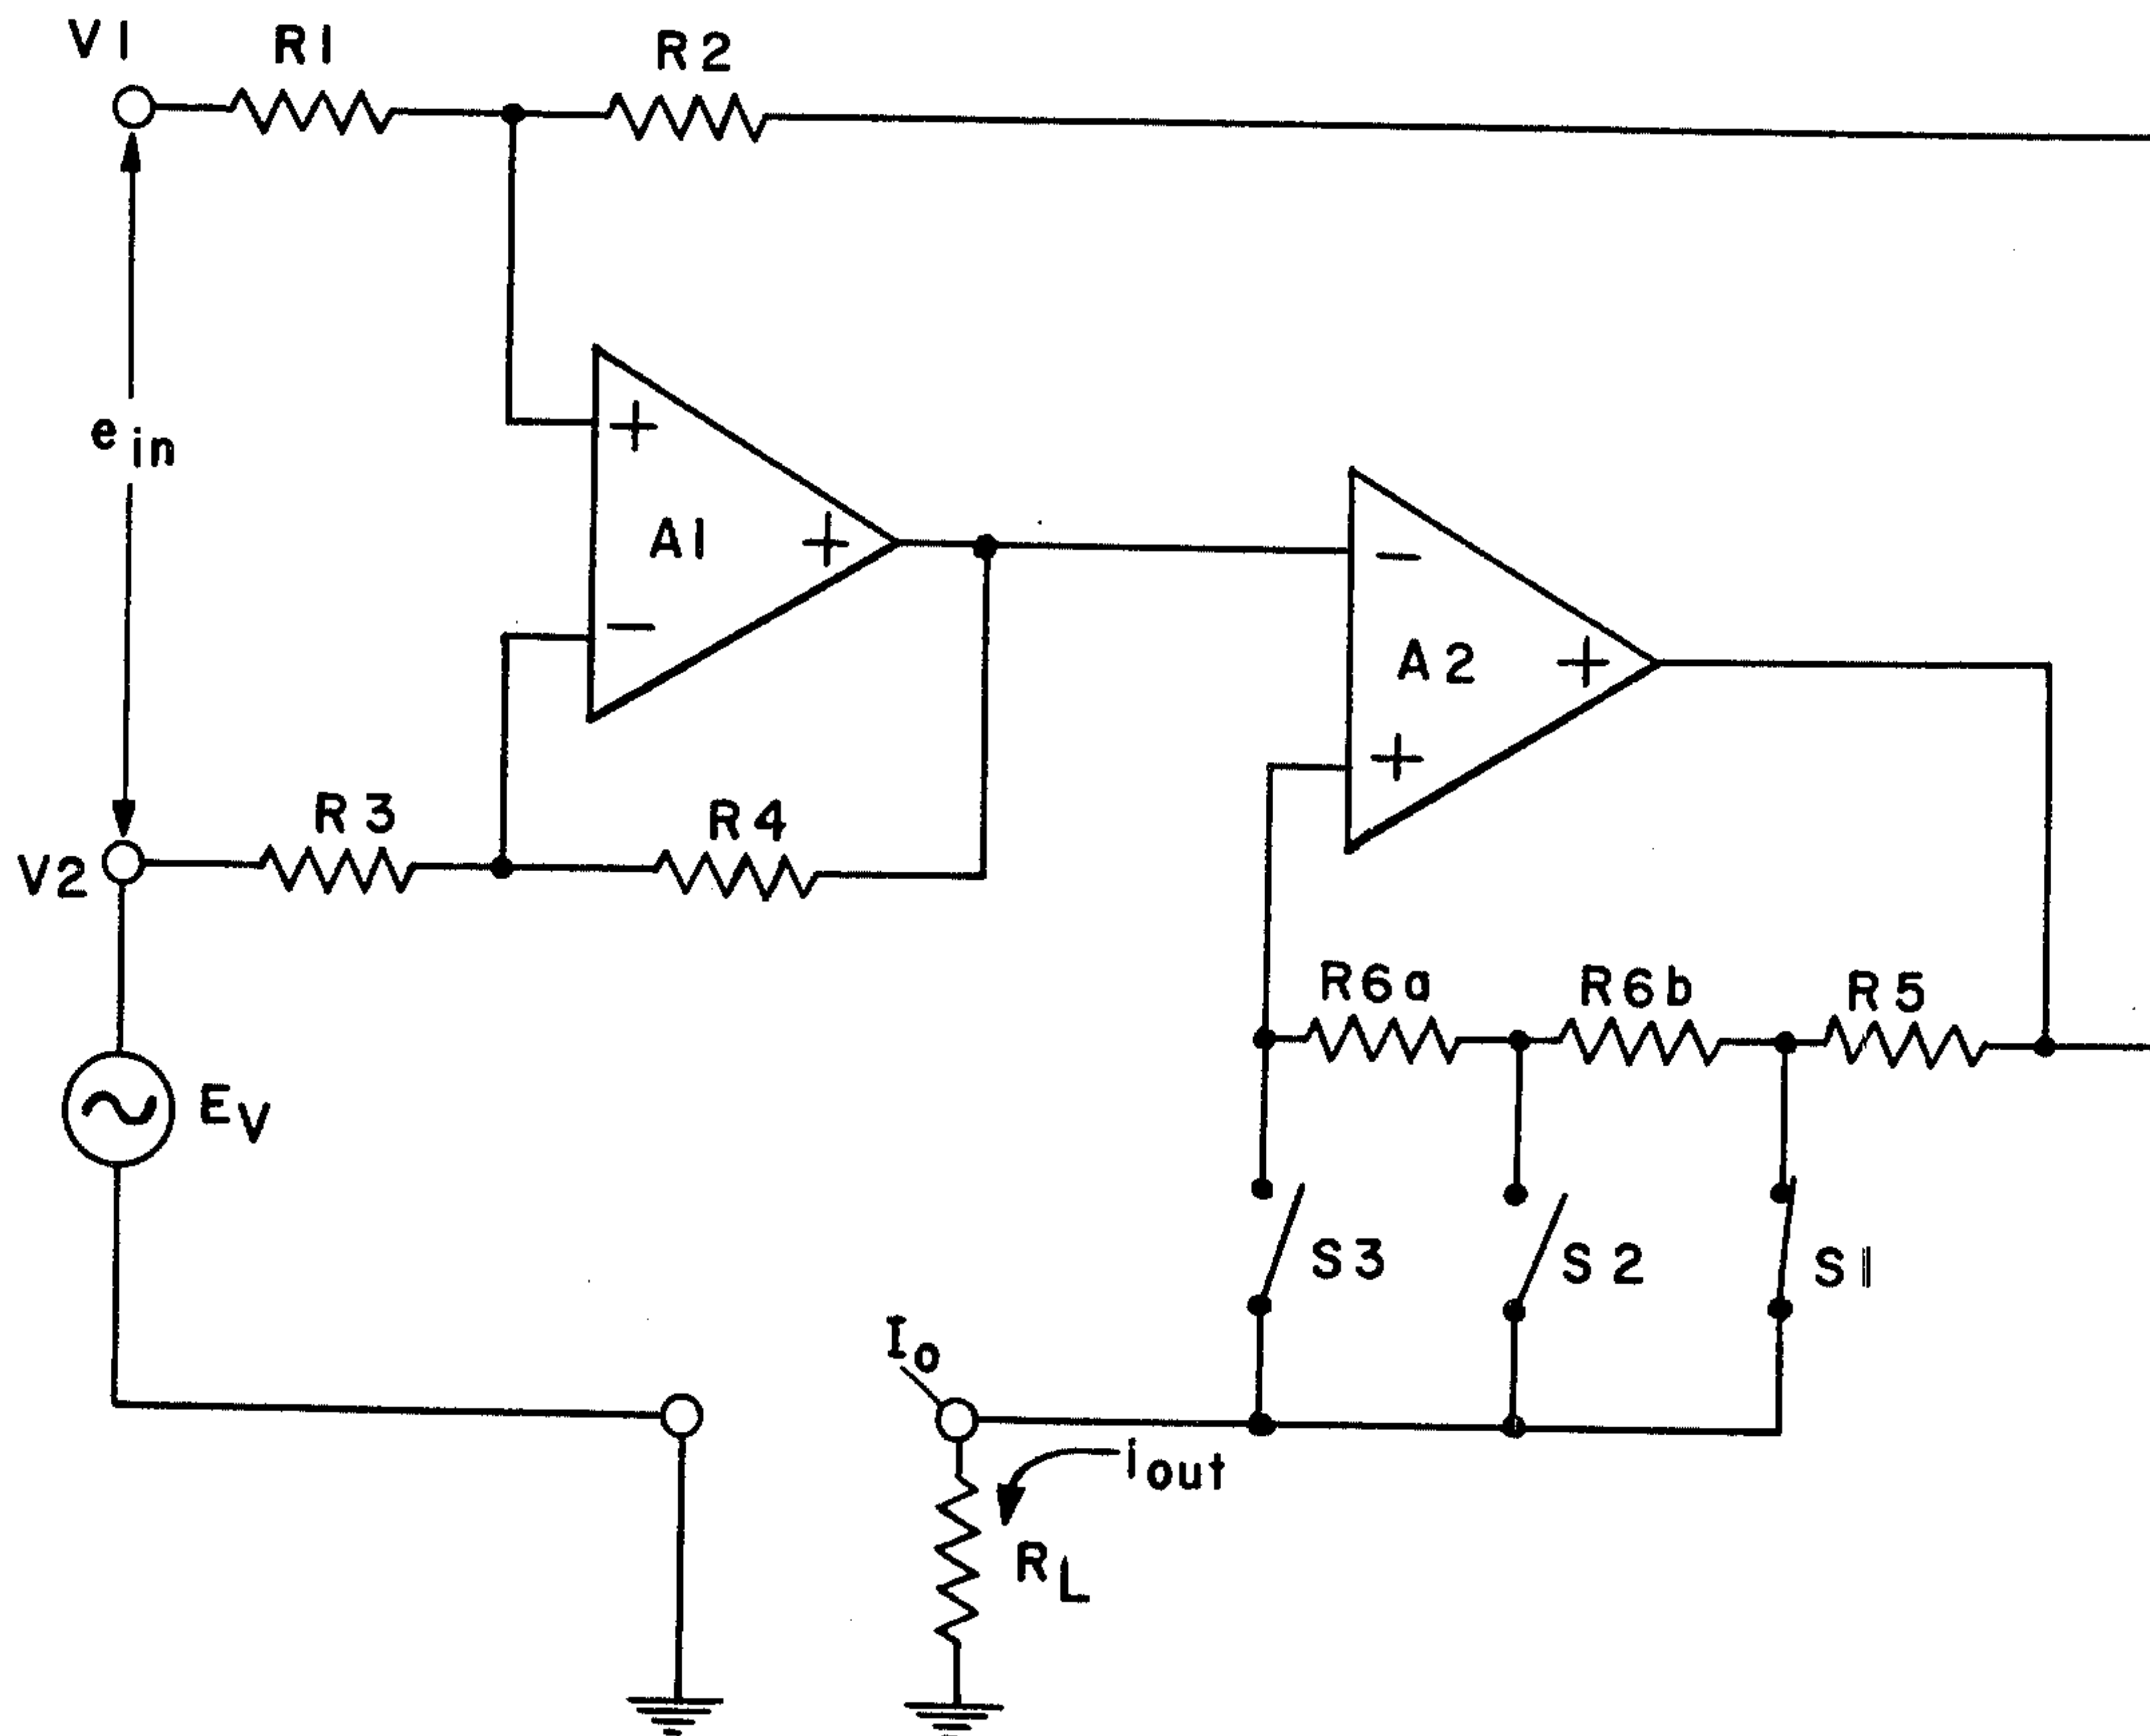 V1
R1
R2
e in
+
A1
+
−
−
A2
+
+
R3
R4
V2
R6a
R6b
R5
E V
S3
S2
S1
I o
i out
R L